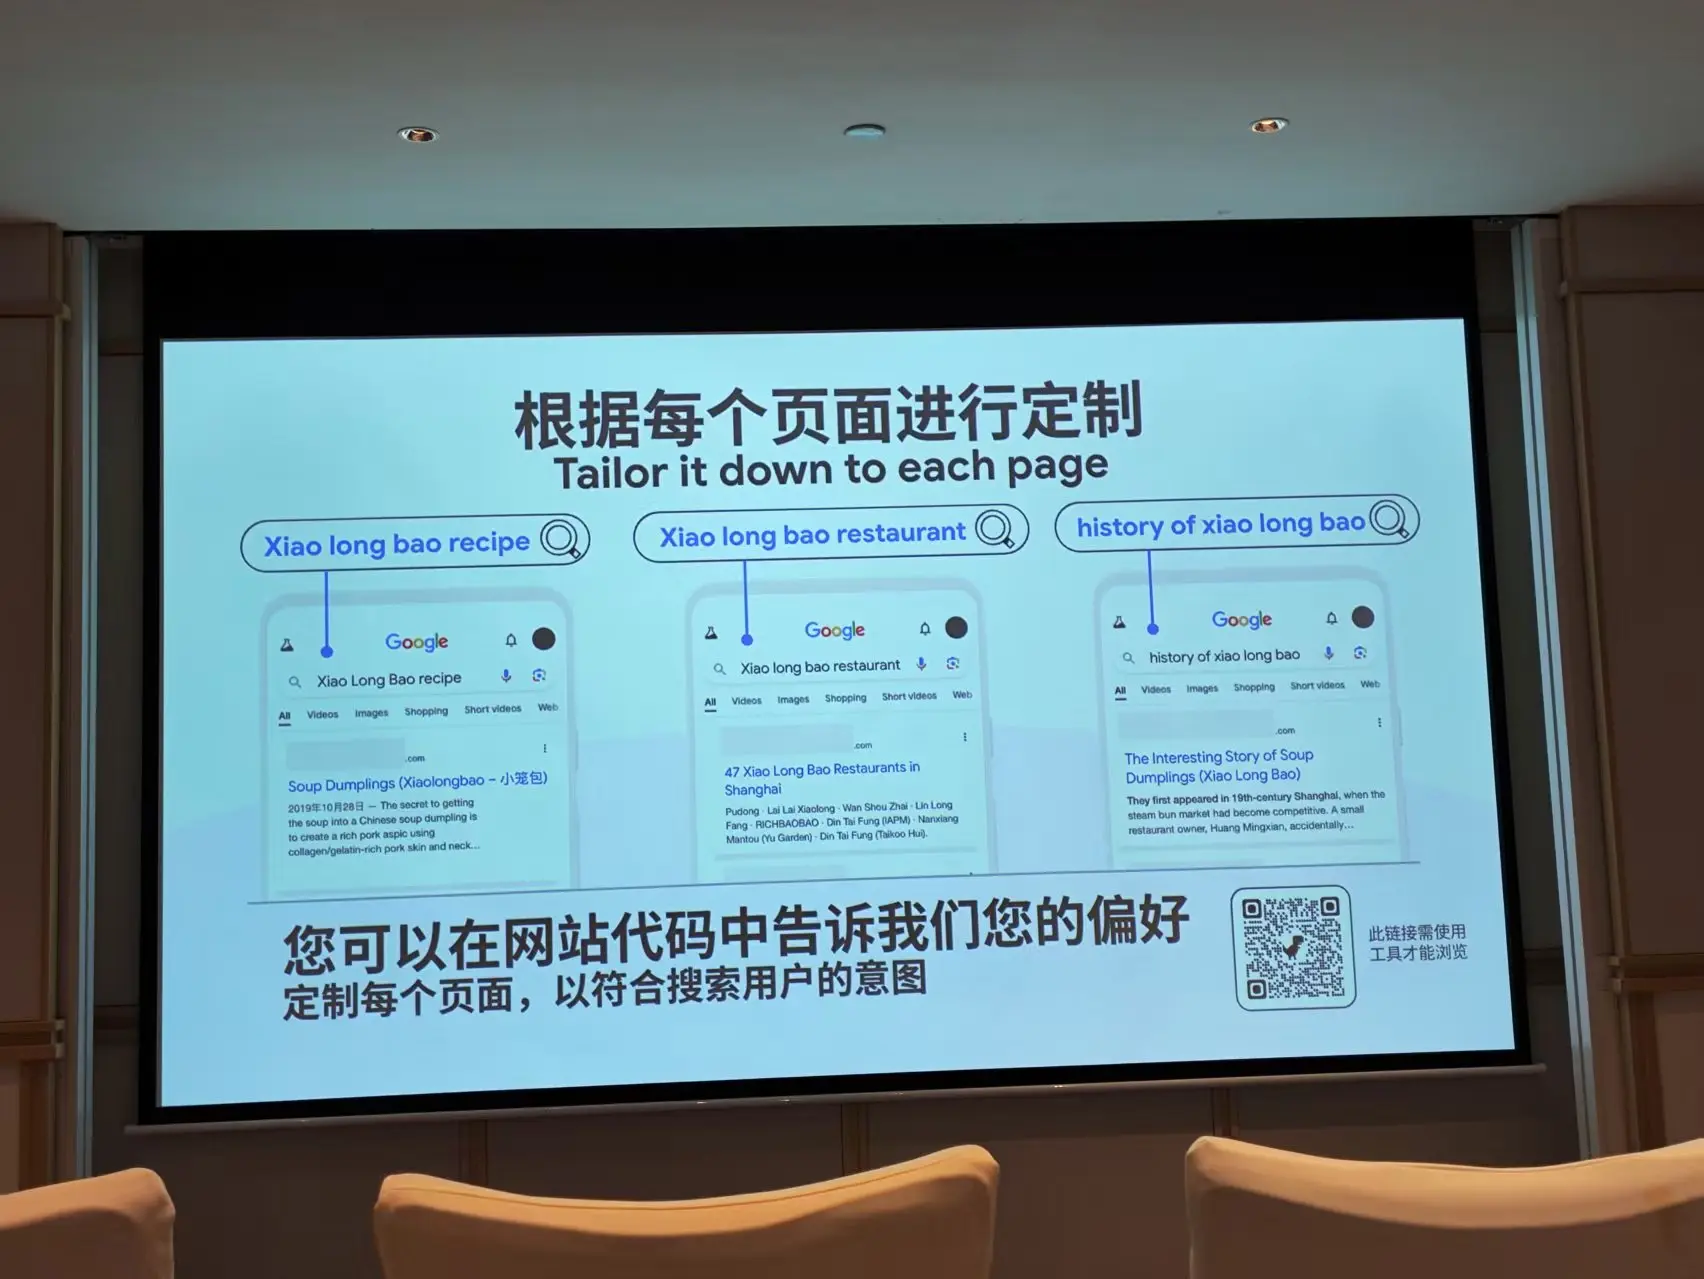 根据每个页面进行定制
Tailor it down to each page
Xiao long bao recipe
Google
Xiao Long Bao recipe
All Videos Images Shopping Short videos Web
.com
Soup Dumplings (Xiaolongbao – 小笼包)
2019年10月28日 — The secret to getting
the soup into a Chinese soup dumpling is
to create a rich pork aspic using
collagen/gelatin-rich pork skin and neck...
Xiao long bao restaurant
Google
Xiao long bao restaurant
All Videos Images Shopping Short videos Web
.com
47 Xiao Long Bao Restaurants in
Shanghai
Pudong · Lai Lai Xiaolong · Wan Shou Zhai · Lin Long
Fang · RICHBAOBAO · Din Tai Fung (IAPM) · Nanxiang
Mantou (Yu Garden) · Din Tai Fung (Taikoo Hui).
history of xiao long bao
Google
history of xiao long bao
All Videos Images Shopping Short videos Web
.com
The Interesting Story of Soup
Dumplings (Xiao Long Bao)
They first appeared in 19th-century Shanghai, when the
steam bun market had become competitive. A small
restaurant owner, Huang Mingxian, accidentally...
您可以在网站代码中告诉我们您的偏好
定制每个页面，以符合搜索用户的意图
此链接需使用
工具才能浏览